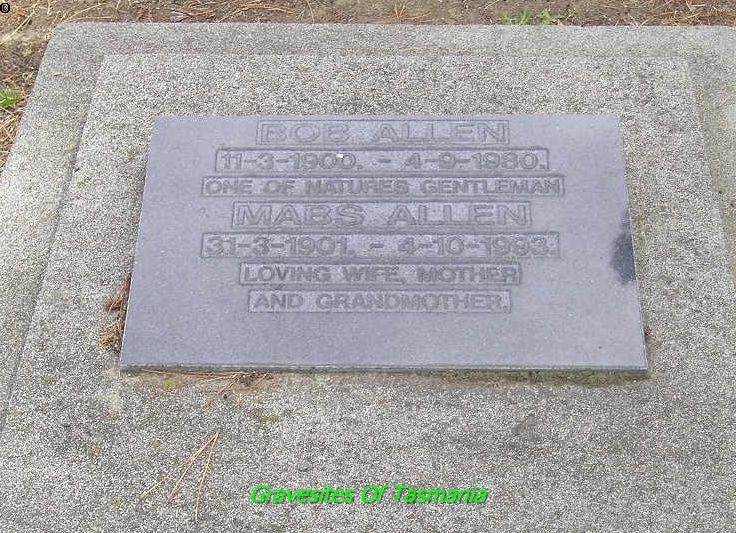 BOB ALLEN
11-3-1900. - 4-9-1980.
ONE OF NATURES GENTLEMAN
MABS ALLEN
31-3-1901. - 4-10-1993.
LOVING WIFE, MOTHER
AND GRANDMOTHER.
Gravesites Of Tasmania